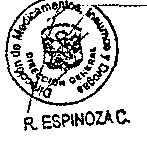 Dirección de Medicamentos, Insumos y Drogas
DIRECCION GENERAL
R. ESPINOZA C.